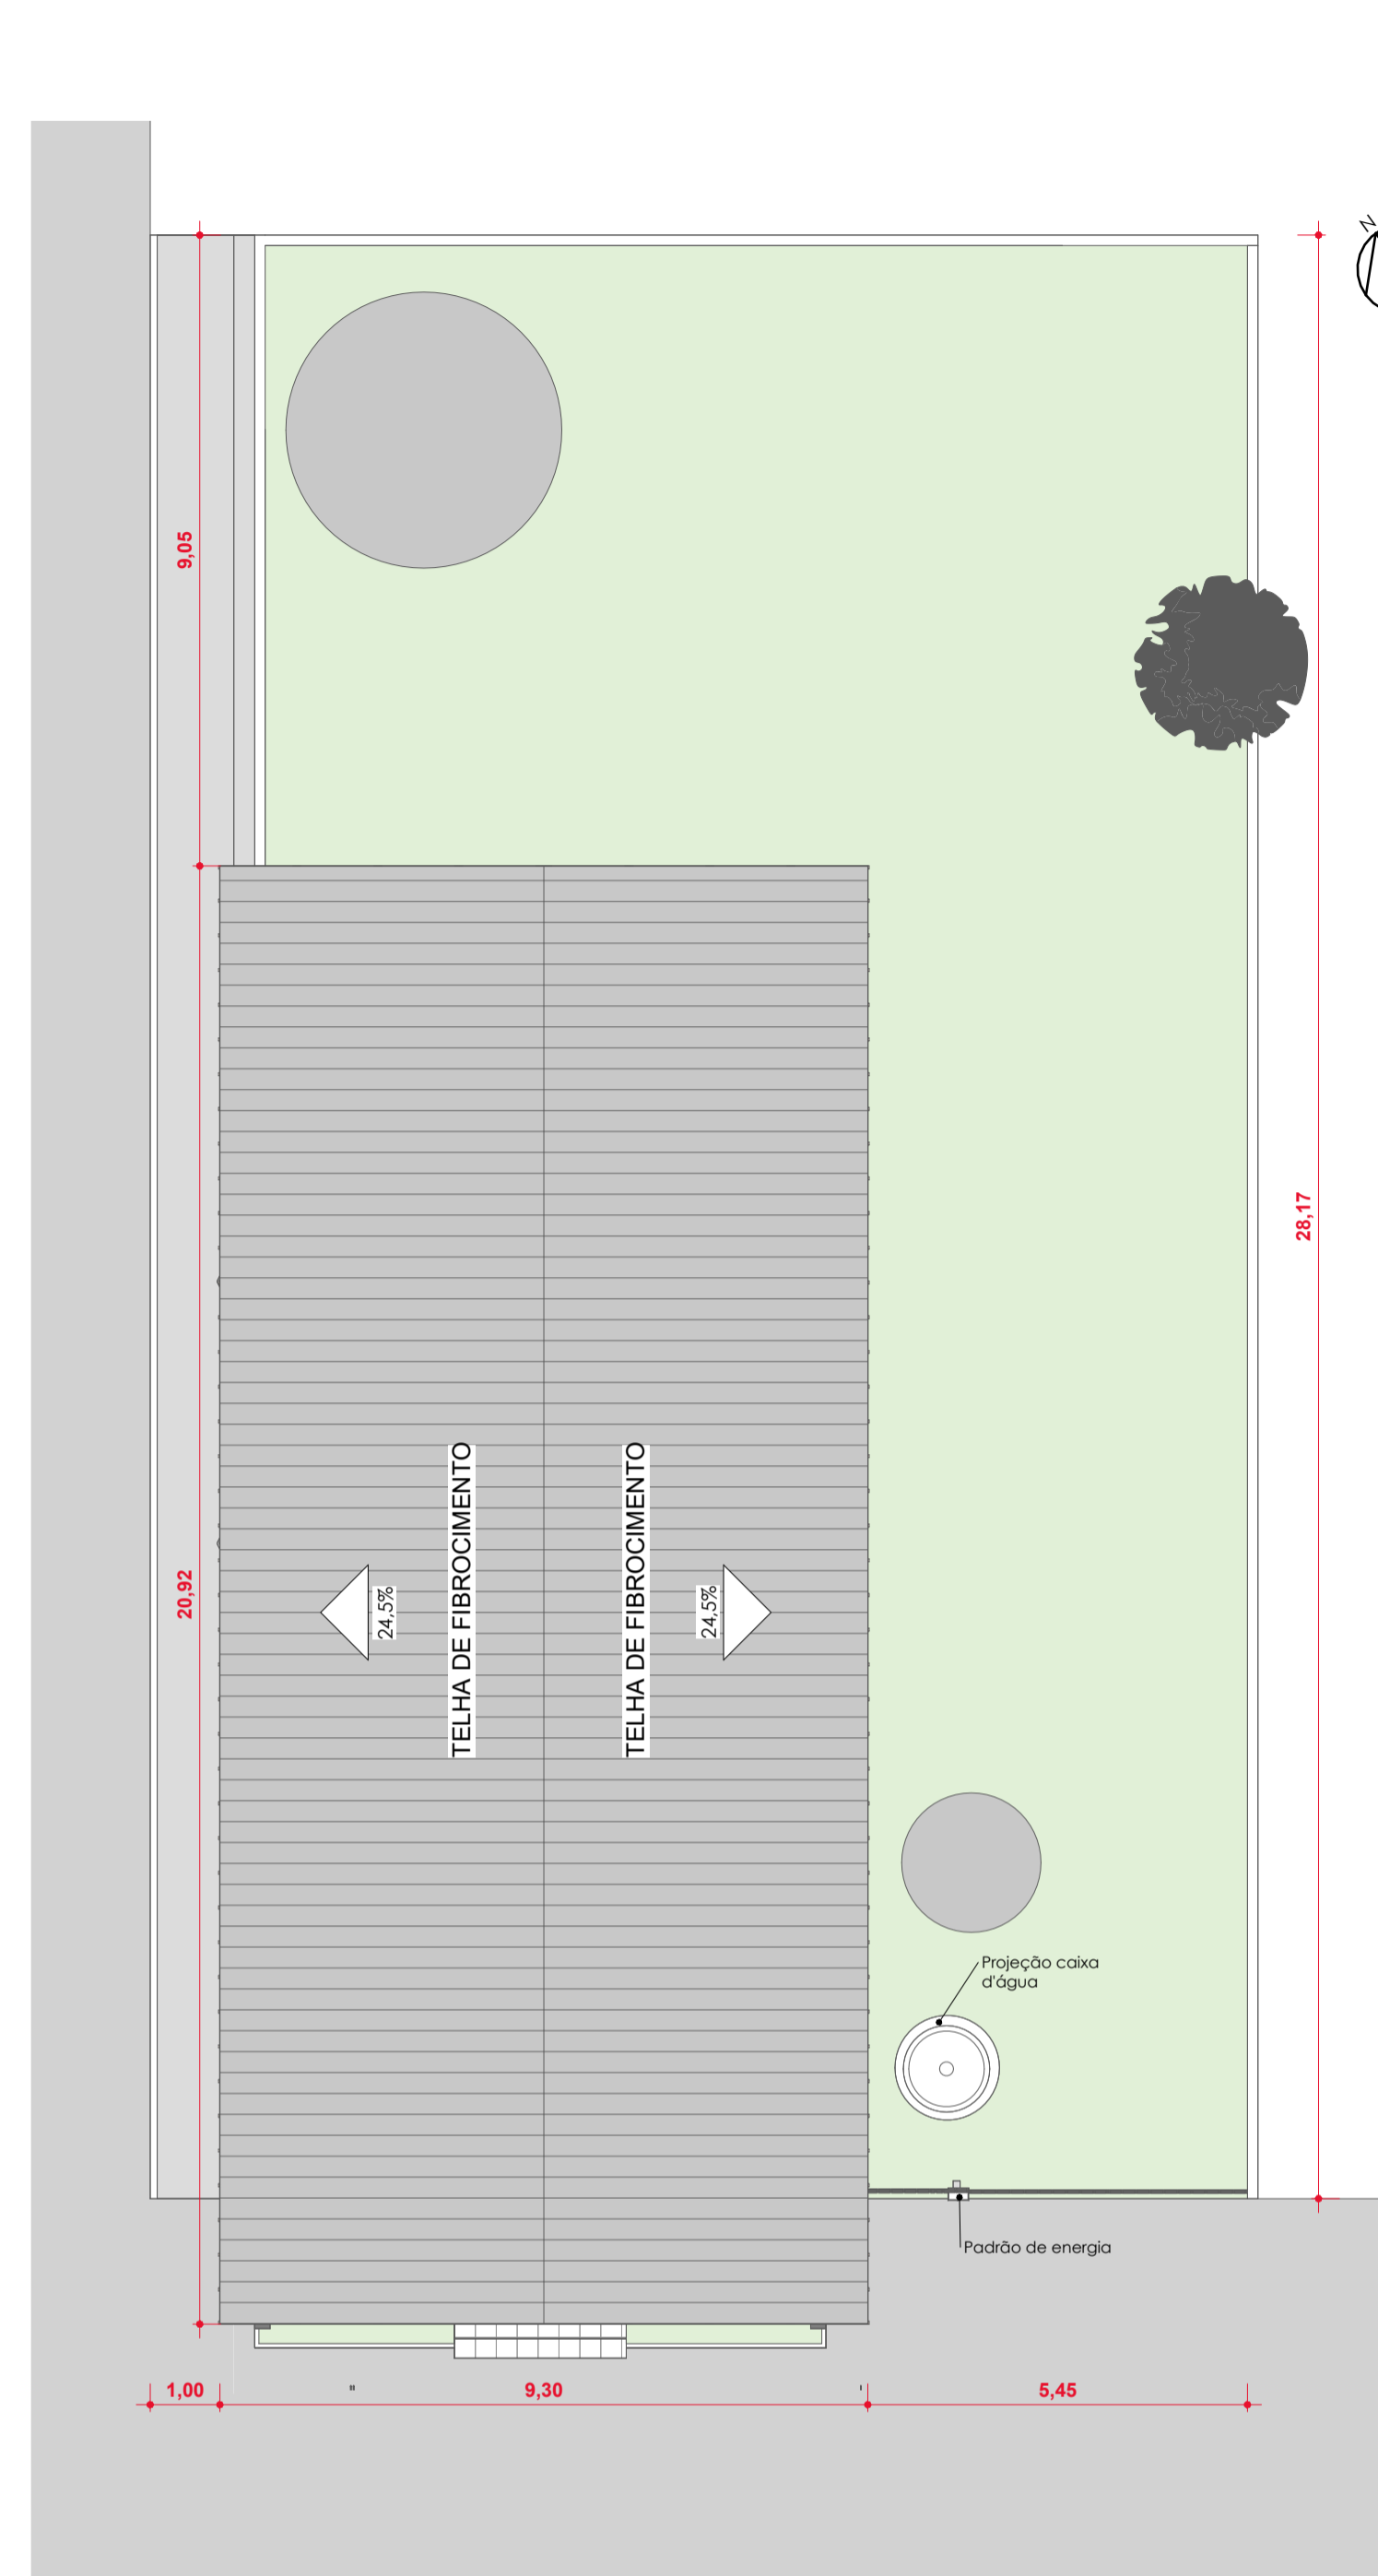 N
9,05
28,17
20,92
24,5%
TELHA DE FIBROCIMENTO
TELHA DE FIBROCIMENTO
24,5%
Projeção caixa
d'água
Padrão de energia
1,00
"
9,30
'
5,45